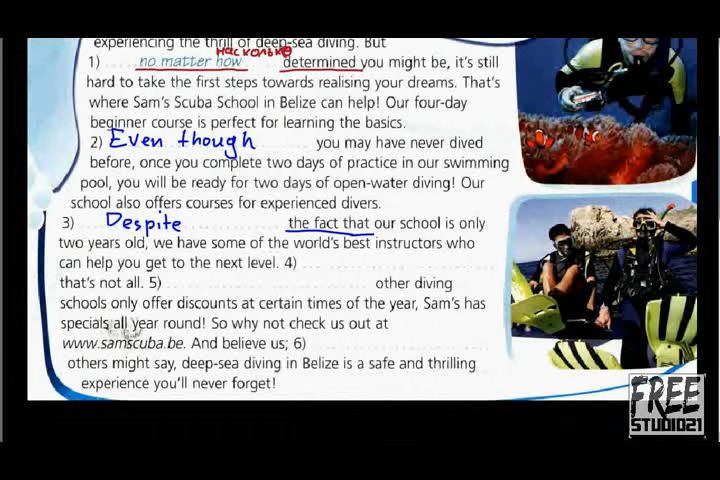 experiencing the thrill of deep-sea diving. But
насколько
1) no matter how determined you might be, it's still
hard to take the first steps towards realising your dreams. That's
where Sam's Scuba School in Belize can help! Our four-day
beginner course is perfect for learning the basics.
2) Even though you may have never dived
before, once you complete two days of practice in our swimming
pool, you will be ready for two days of open-water diving! Our
school also offers courses for experienced divers.
3) Despite the fact that our school is only
two years old, we have some of the world's best instructors who
can help you get to the next level. 4)
that's not all. 5) other diving
schools only offer discounts at certain times of the year, Sam's has
specials all year round! So why not check us out at
www.samscuba.be. And believe us; 6)
others might say, deep-sea diving in Belize is a safe and thrilling
experience you'll never forget!
FREE
STUDIO21